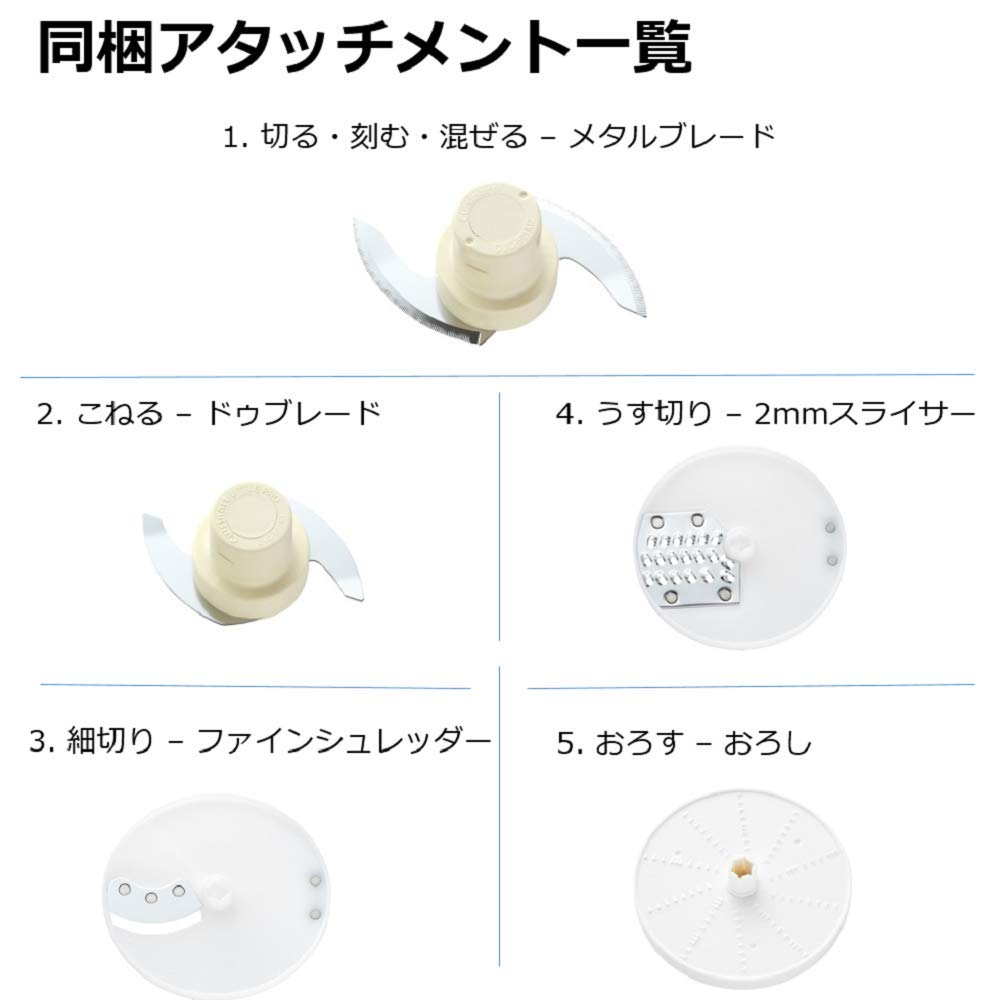 同梱アタッチメント一覧
1. 切る・刻む・混ぜる – メタルブレード
2. こねる – ドゥブレード
4. うす切り – 2mmスライサー
3. 細切り – ファインシュレッダー
5. おろす – おろし